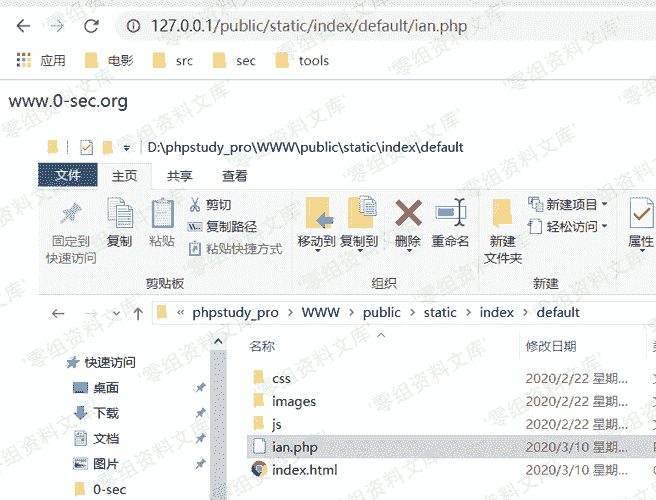 127.0.0.1/public/static/index/default/ian.php
应用 电影 src sec tools
www.0-sec.org
D:\phpstudy_pro\WWW\public\static\index\default
文件 主页 共享 查看
固定到快速访问 复制 粘贴 剪切 复制路径 粘贴快捷方式 移动到 复制到 删除 重命名 新建文件夹 新建项目 轻松访问 属性
剪贴板 组织 新建
« phpstudy_pro > WWW > public > static > index > default
名称 修改日期
快速访问
css 2020/2/22 星期...
桌面
images 2020/2/22 星期...
下载
js 2020/2/22 星期...
文档
ian.php 2020/3/10 星期...
图片
index.html 2020/3/10 星期...
0-sec
'零组资料文库'